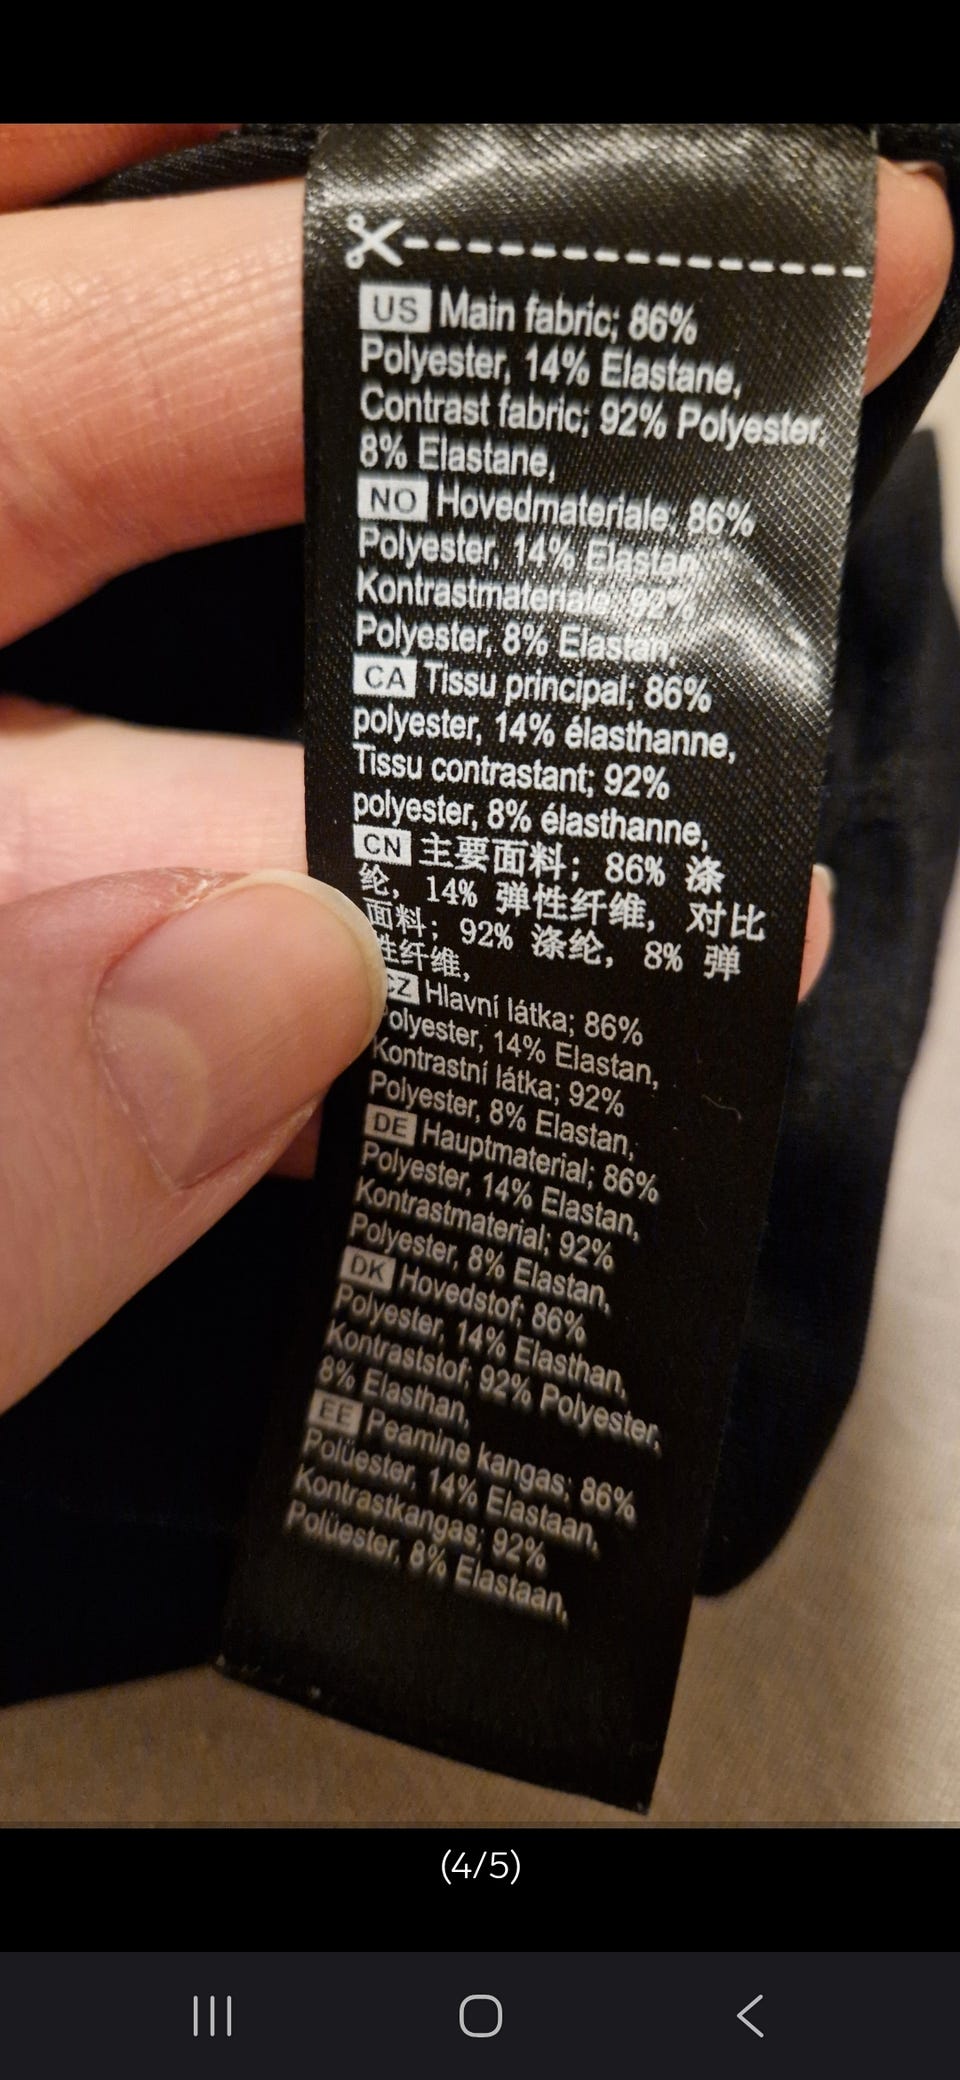 US Main fabric; 86%
Polyester, 14% Elastane,
Contrast fabric; 92% Polyester,
8% Elastane,
NO Hovedmateriale; 86%
Polyester, 14% Elastan,
Kontrastmateriale; 92%
Polyester, 8% Elastan,
CA Tissu principal; 86%
polyester, 14% élasthanne,
Tissu contrastant; 92%
polyester, 8% élasthanne,
CN 主要面料； 86% 涤
纶， 14% 弹性纤维， 对比
面料； 92% 涤纶， 8% 弹
性纤维，
CZ Hlavní látka; 86%
Polyester, 14% Elastan,
Kontrastní látka; 92%
Polyester, 8% Elastan,
DE Hauptmaterial; 86%
Polyester, 14% Elastan,
Kontrastmaterial; 92%
Polyester, 8% Elastan,
DK Hovedstof; 86%
Polyester, 14% Elasthan,
Kontraststof; 92% Polyester,
8% Elasthan,
EE Peamine kangas; 86%
Polüester, 14% Elastaan,
Kontrastkangas; 92%
Polüester, 8% Elastaan,
(4/5)